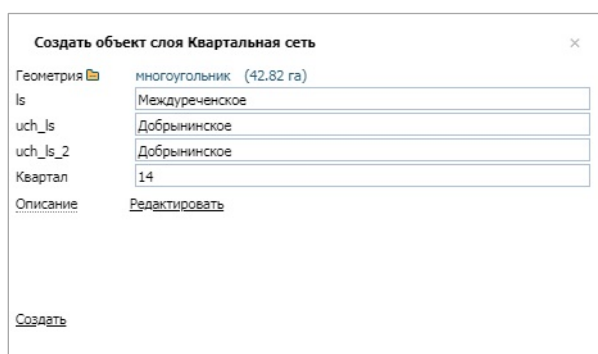 Создать объект слоя Квартальная сеть
Геометрия многоугольник (42.82 га)
ls Междуреченское
uch_ls Добрынинское
uch_ls_2 Добрынинское
Квартал 14
Описание Редактировать
Создать